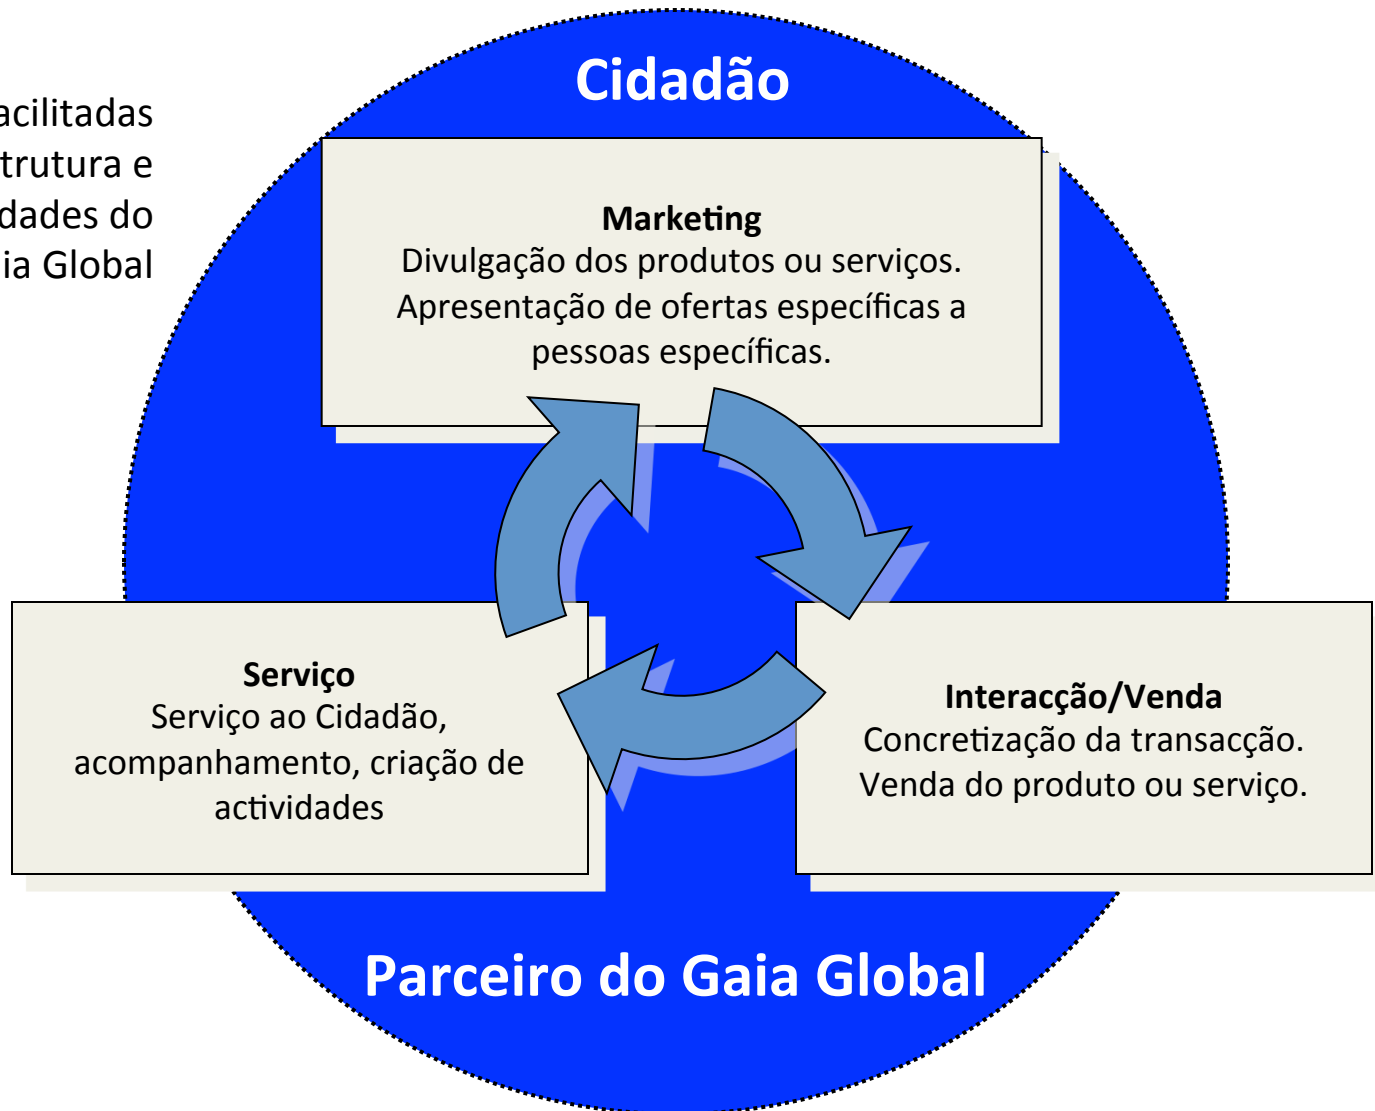 Cidadão
acilitadas
trutura e
dades do
ia Global
Marketing
Divulgação dos produtos ou serviços.
Apresentação de ofertas específicas a
pessoas específicas.
Serviço
Serviço ao Cidadão,
acompanhamento, criação de
actividades
Interacção/Venda
Concretização da transacção.
Venda do produto ou serviço.
Parceiro do Gaia Global